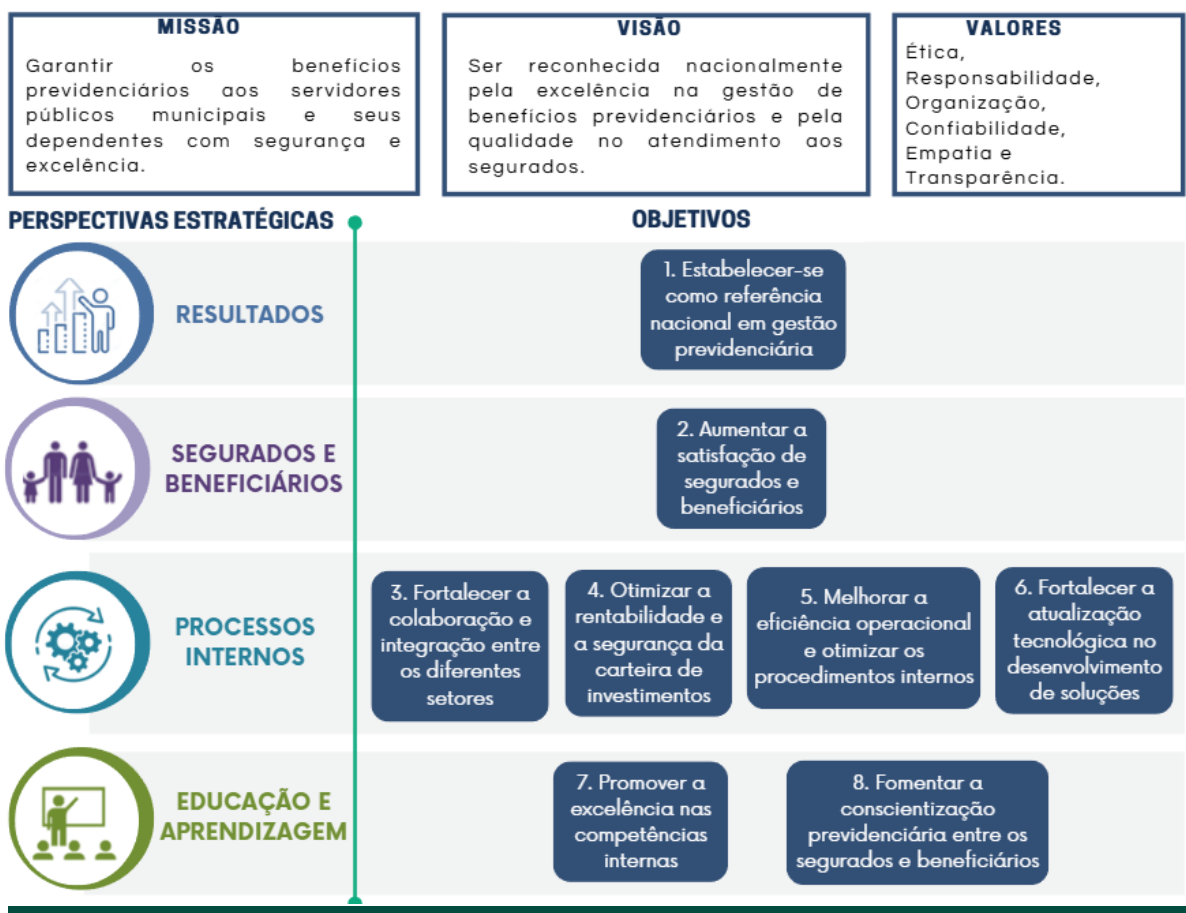 MISSÃO
Garantir os benefícios
previdenciários aos servidores
públicos municipais e seus
dependentes com segurança e
excelência.
VISÃO
Ser reconhecida nacionalmente
pela excelência na gestão de
benefícios previdenciários e pela
qualidade no atendimento aos
segurados.
VALORES
Ética,
Responsabilidade,
Organização,
Confiabilidade,
Empatia e
Transparência.
PERSPECTIVAS ESTRATÉGICAS
OBJETIVOS
RESULTADOS
1. Estabelecer-se
como referência
nacional em gestão
previdenciária
SEGURADOS E
BENEFICIÁRIOS
2. Aumentar a
satisfação de
segurados e
beneficiários
PROCESSOS
INTERNOS
3. Fortalecer a
colaboração e
integração entre
os diferentes
setores
4. Otimizar a
rentabilidade e
a segurança da
carteira de
investimentos
5. Melhorar a
eficiência operacional
e otimizar os
procedimentos internos
6. Fortalecer a
atualização
tecnológica no
desenvolvimento
de soluções
EDUCAÇÃO E
APRENDIZAGEM
7. Promover a
excelência nas
competências
internas
8. Fomentar a
conscientização
previdenciária entre os
segurados e beneficiários